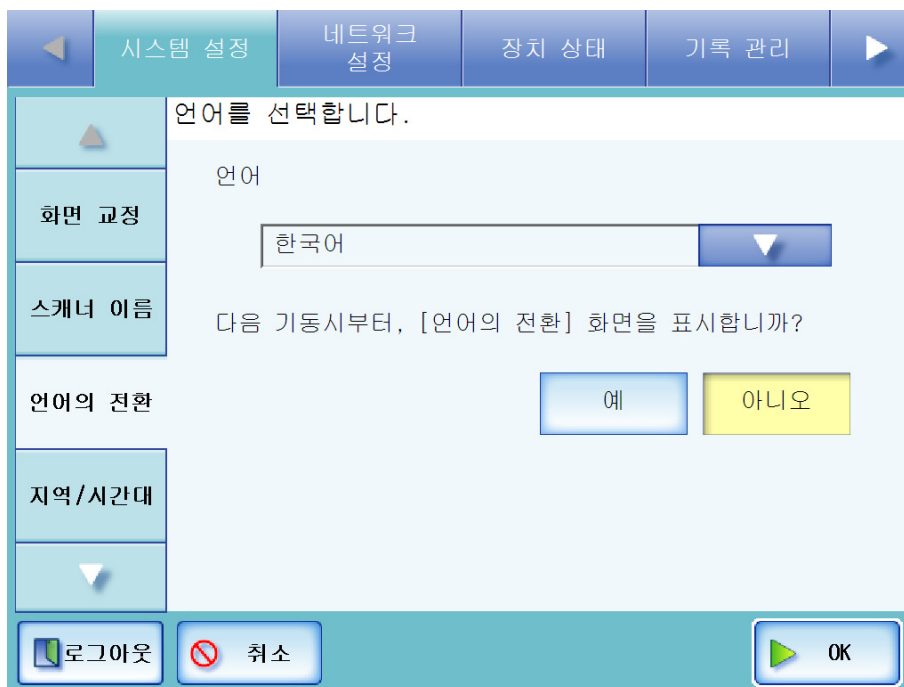 시스템 설정
네트워크
설정
장치 상태
기록 관리
언어를 선택합니다.
화면 교정
스캐너 이름
언어의 전환
지역/시간대
언어
한국어
다음 기동시부터, [언어의 전환] 화면을 표시합니까?
예
아니오
로그아웃
취소
OK